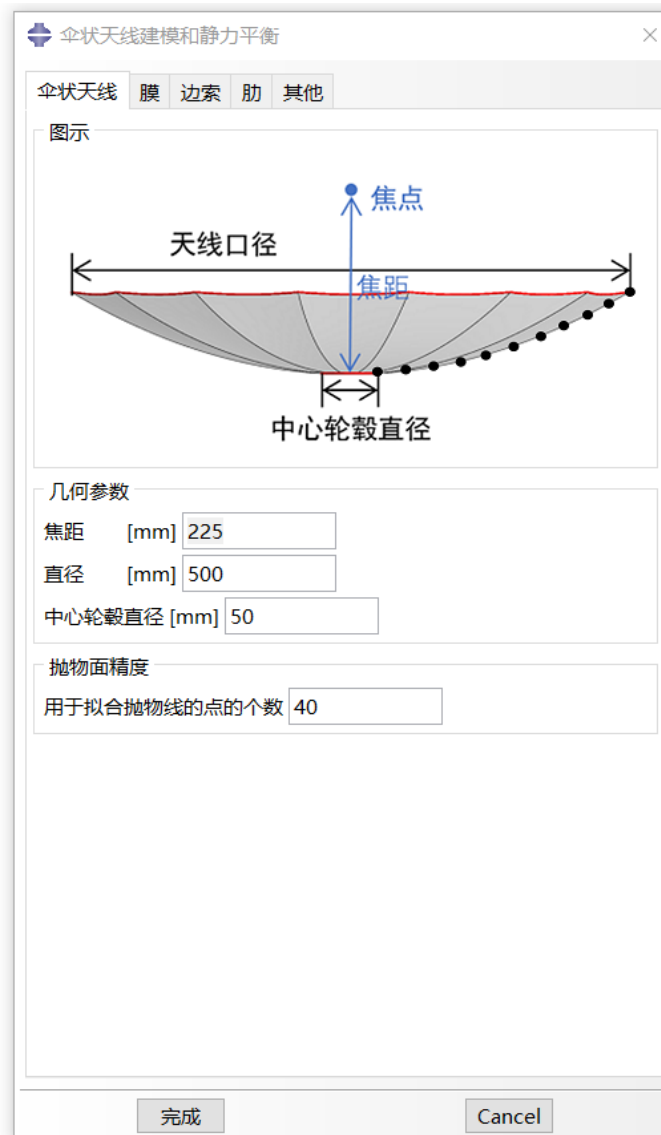 伞状天线建模和静力平衡
伞状天线 膜 边索 肋 其他
图示
焦点
天线口径
焦距
中心轮毂直径
几何参数
焦距 [mm] 225
直径 [mm] 500
中心轮毂直径 [mm] 50
抛物面精度
用于拟合抛物线的点的个数 40
完成 Cancel